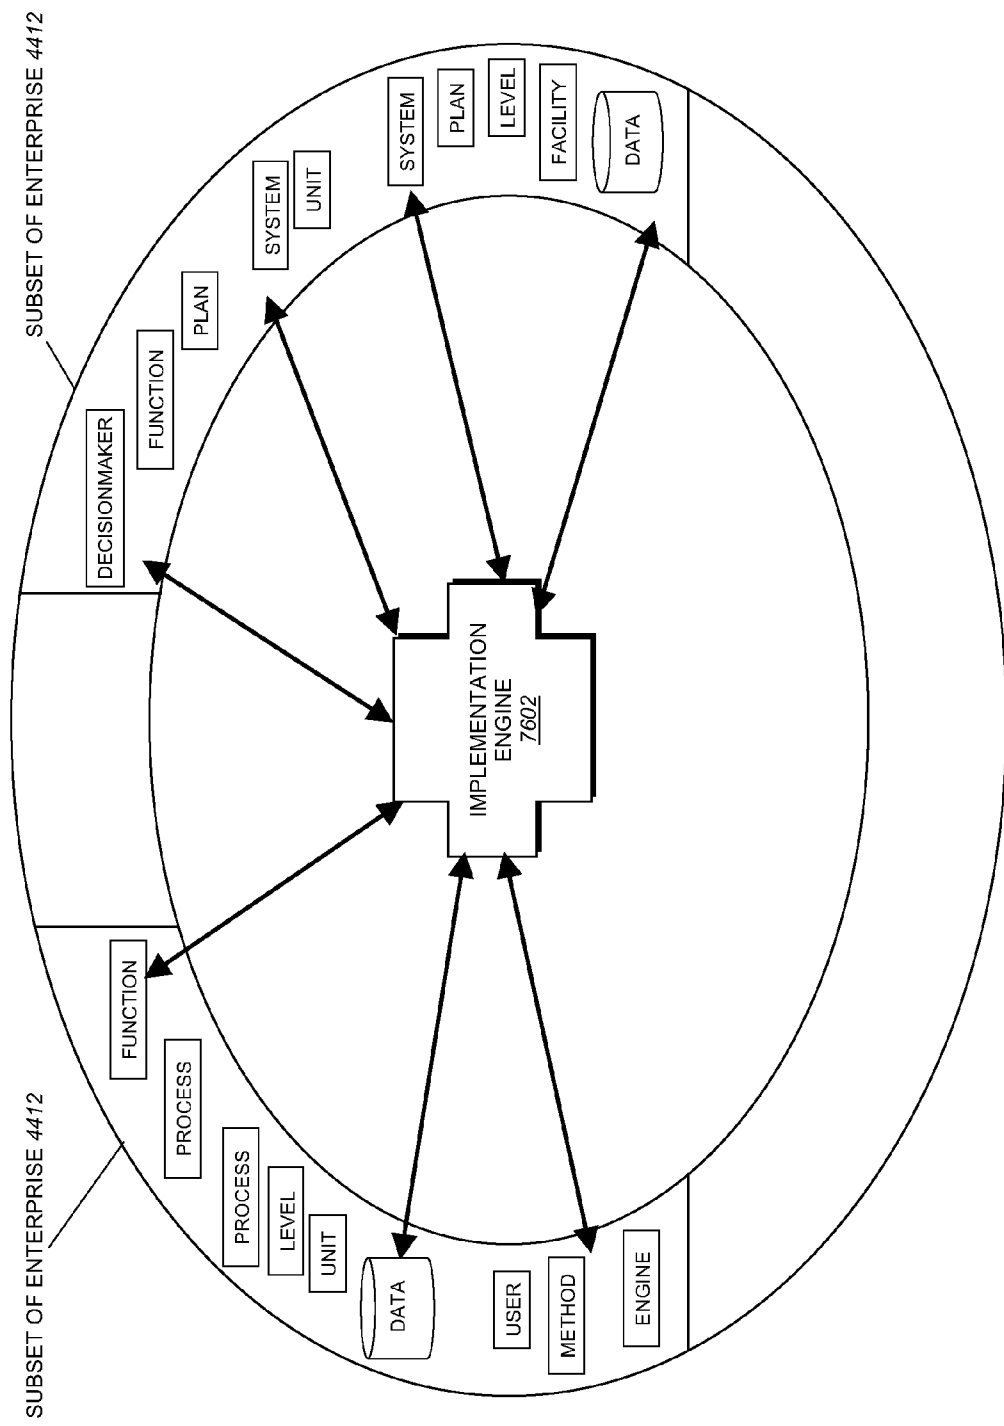 SUBSET OF ENTERPRISE 4412
SUBSET OF ENTERPRISE 4412
FUNCTION
PROCESS
PROCESS
LEVEL
UNIT
DATA
USER
METHOD
ENGINE
DECISIONMAKER
FUNCTION
PLAN
SYSTEM
UNIT
SYSTEM
PLAN
LEVEL
FACILITY
DATA
IMPLEMENTATION
ENGINE
7602